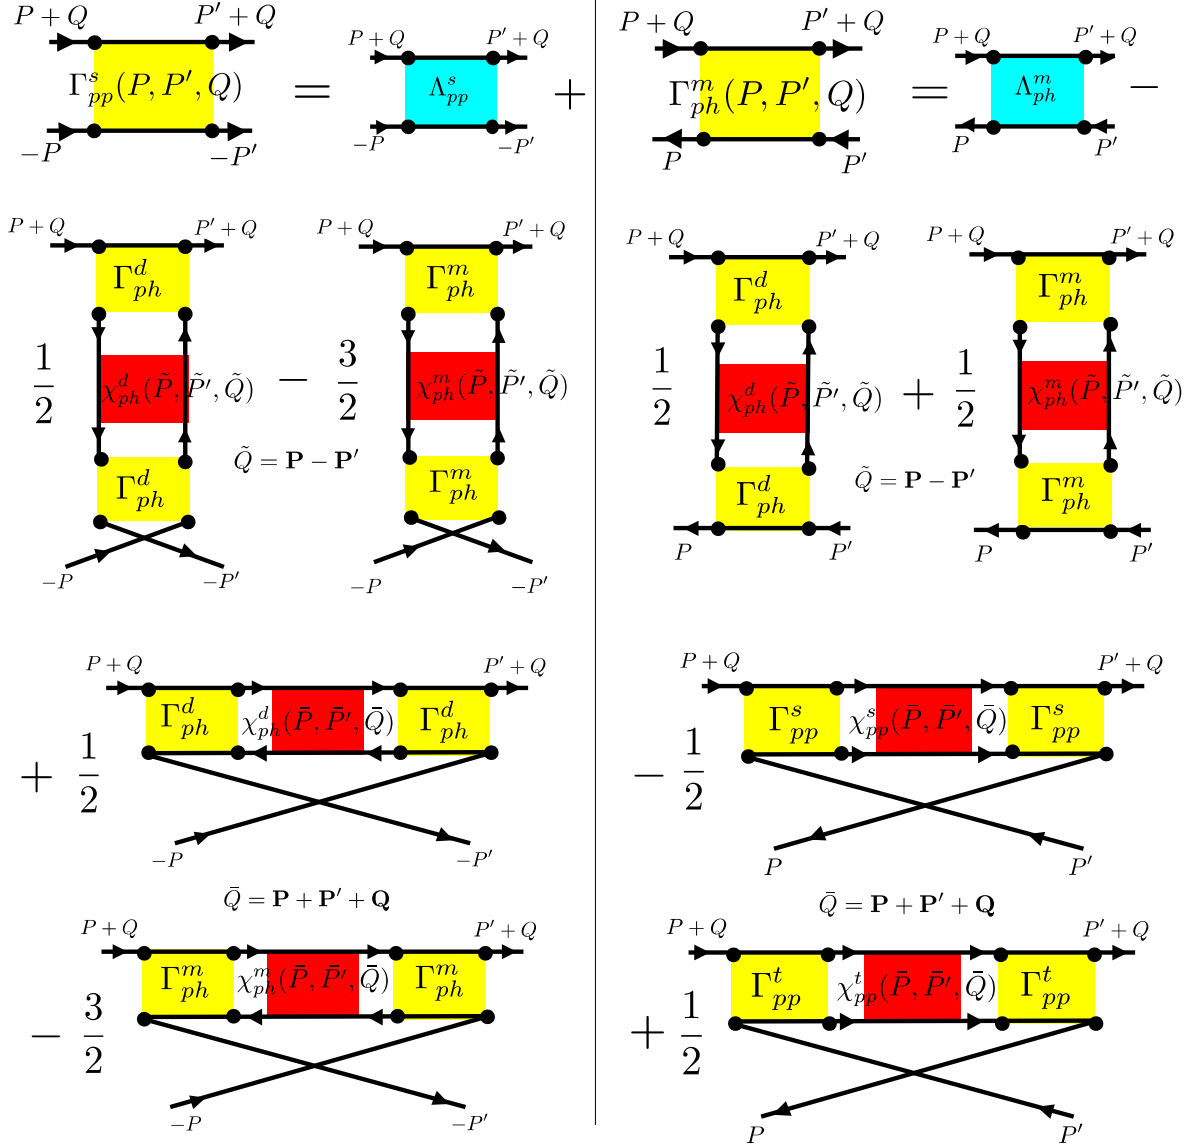 P + Q P′ + Q
Γ^s_pp(P, P′, Q) =
−P −P′
P + Q P′ + Q
Λ^s_pp +
−P −P′
P + Q P′ + Q
Γ^d_ph
1/2 χ^d_ph(P̃, P̃′, Q̃)
Γ^d_ph
−P −P′
P + Q P′ + Q
Γ^m_ph
− 3/2 χ^m_ph(P̃, P̃′, Q̃)
Γ^m_ph
−P −P′
Q̃ = P − P′
P + Q P′ + Q
+ 1/2 Γ^d_ph χ^d_ph(P̄, P̄′, Q̄) Γ^d_ph
−P −P′
Q̄ = P + P′ + Q
P + Q P′ + Q
− 3/2 Γ^m_ph χ^m_ph(P̄, P̄′, Q̄) Γ^m_ph
−P −P′
P + Q P′ + Q
Γ^m_ph(P, P′, Q) =
P P′
P + Q P′ + Q
Λ^m_ph −
P P′
P + Q P′ + Q
Γ^d_ph
1/2 χ^d_ph(P̃, P̃′, Q̃)
Γ^d_ph
P P′
P + Q P′ + Q
Γ^m_ph
+ 1/2 χ^m_ph(P̃, P̃′, Q̃)
Γ^m_ph
P P′
Q̃ = P − P′
P + Q P′ + Q
− 1/2 Γ^s_pp χ^s_pp(P̄, P̄′, Q̄) Γ^s_pp
P P′
Q̄ = P + P′ + Q
P + Q P′ + Q
+ 1/2 Γ^t_pp χ^t_pp(P̄, P̄′, Q̄) Γ^t_pp
P P′